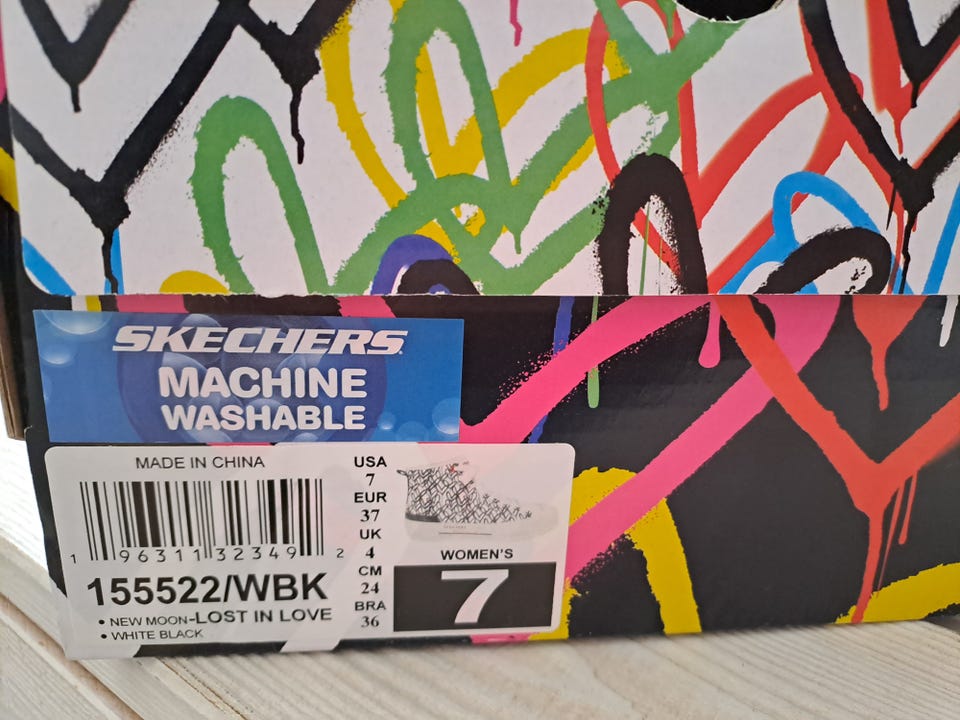 SKECHERS
MACHINE
WASHABLE
MADE IN CHINA
1 96311 32349 2
155522/WBK
• NEW MOON-LOST IN LOVE
• WHITE BLACK
USA
7
EUR
37
UK
4
CM
24
BRA
36
WOMEN'S
7